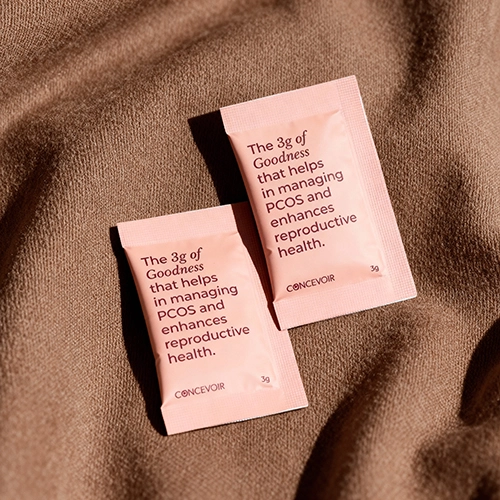 The 3g of
Goodness
that helps
in managing
PCOS and
enhances
reproductive
health.
CONCEVOIR
3g
The 3g of
Goodness
that helps
in managing
PCOS and
enhances
reproductive
health.
CONCEVOIR
3g